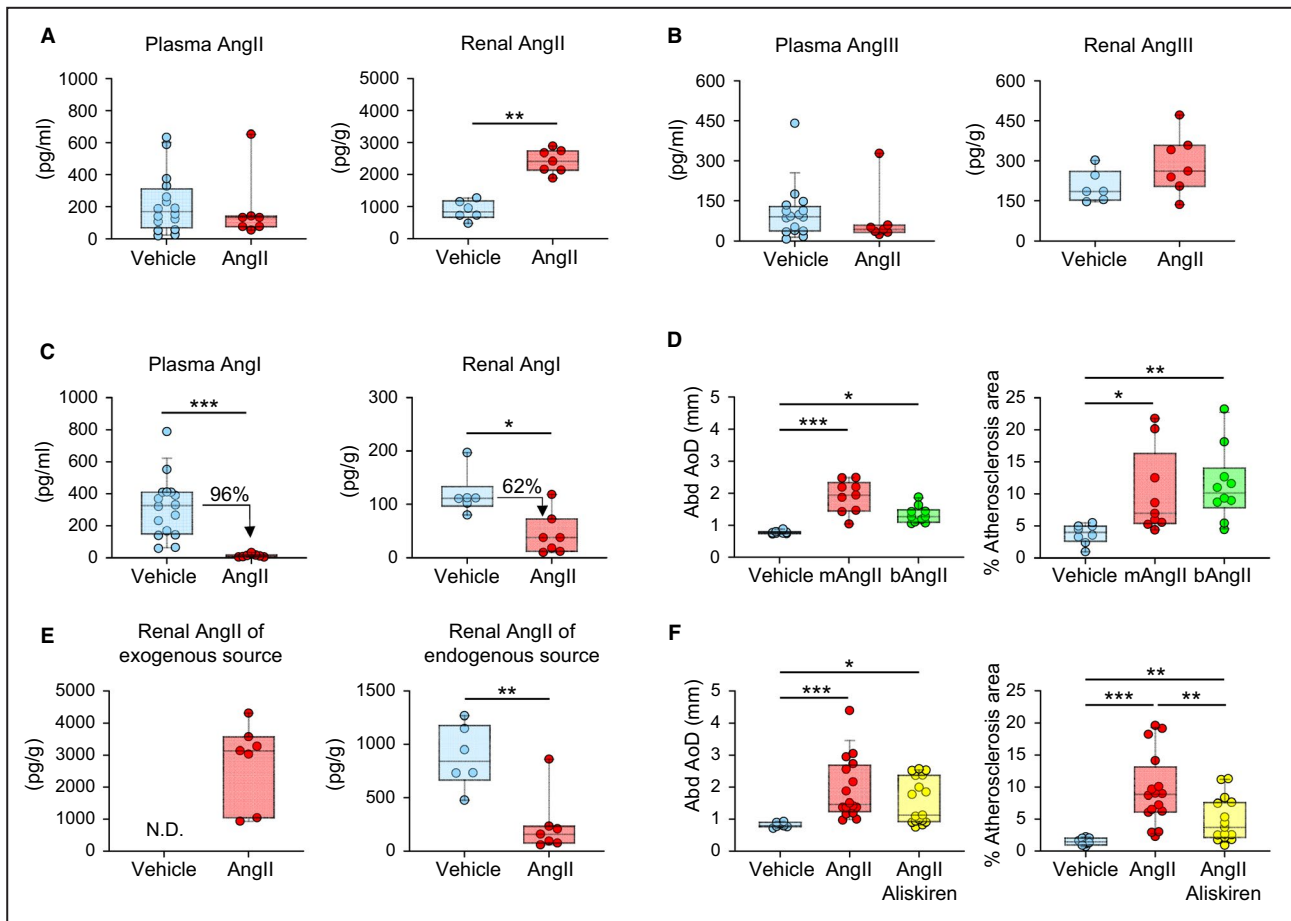 A
Plasma AngII
(pg/ml)
1000
800
600
400
200
0
Vehicle
AngII
Renal AngII
(pg/g)
5000
4000
3000
2000
1000
0
**
Vehicle
AngII
B
Plasma AngIII
(pg/ml)
600
450
300
150
0
Vehicle
AngII
Renal AngIII
(pg/g)
600
450
300
150
0
Vehicle
AngII
C
Plasma AngI
(pg/ml)
1000
800
600
400
200
0
***
96%
Vehicle
AngII
Renal AngI
(pg/g)
300
200
100
0
*
62%
Vehicle
AngII
D
Abd AoD (mm)
5
4
3
2
1
0
*
***
Vehicle
mAngII
bAngII
% Atherosclerosis area
25
20
15
10
5
0
**
*
Vehicle
mAngII
bAngII
E
Renal AngII of
exogenous source
(pg/g)
5000
4000
3000
2000
1000
0
N.D.
Vehicle
AngII
Renal AngII of
endogenous source
(pg/g)
1500
1000
500
0
**
Vehicle
AngII
F
Abd AoD (mm)
5
4
3
2
1
0
*
***
Vehicle
AngII
AngII
Aliskiren
% Atherosclerosis area
25
20
15
10
5
0
**
***
**
Vehicle
AngII
AngII
Aliskiren